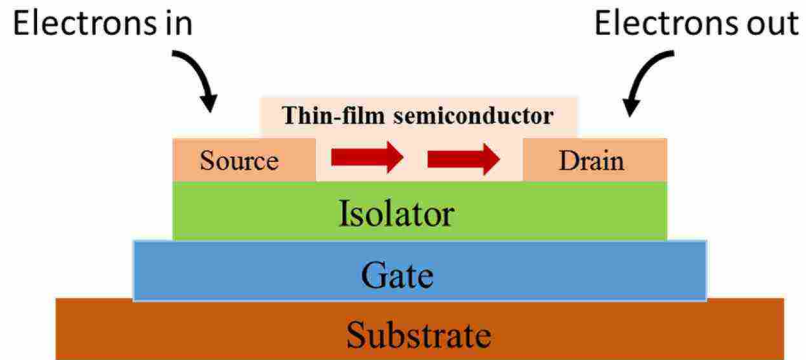 Electrons in
Electrons out
Thin-film semiconductor
Source
Drain
Isolator
Gate
Substrate